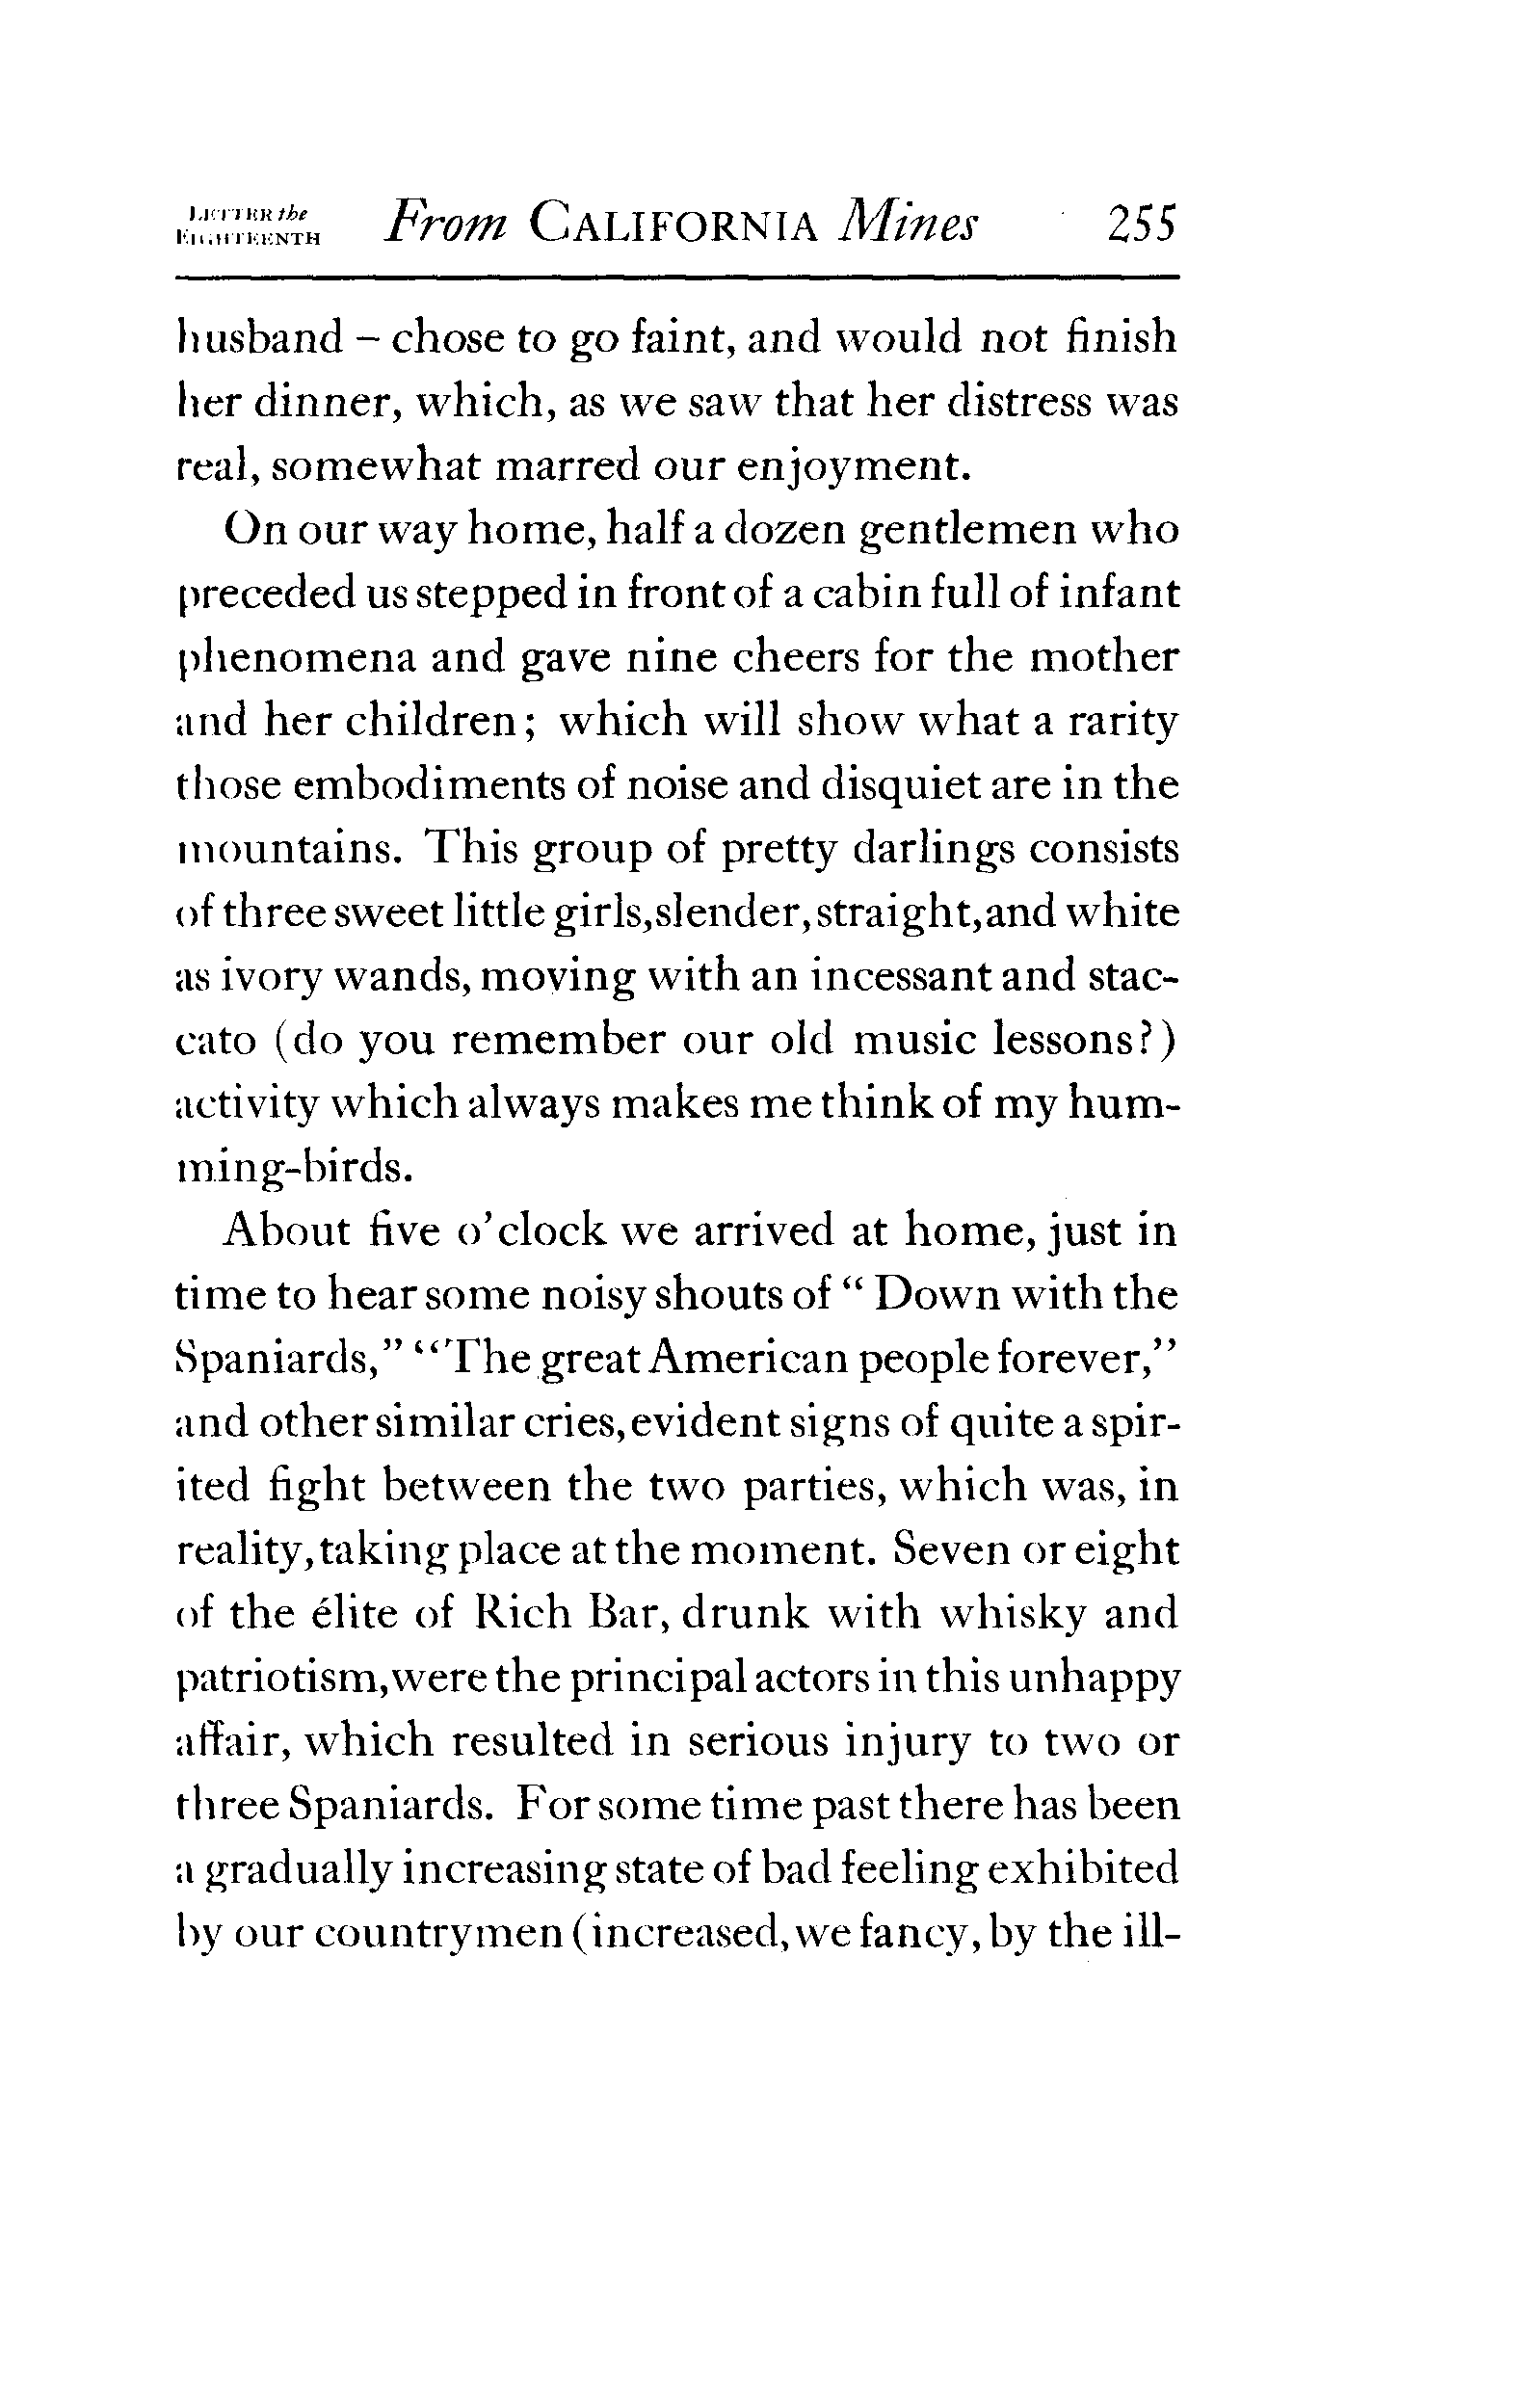 LETTER the
EIGHTEENTH From CALIFORNIA Mines 255
husband – chose to go faint, and would not finish
her dinner, which, as we saw that her distress was
real, somewhat marred our enjoyment.
On our way home, half a dozen gentlemen who
preceded us stepped in front of a cabin full of infant
phenomena and gave nine cheers for the mother
and her children; which will show what a rarity
those embodiments of noise and disquiet are in the
mountains. This group of pretty darlings consists
of three sweet little girls, slender, straight, and white
as ivory wands, moving with an incessant and stac-
cato (do you remember our old music lessons?)
activity which always makes me think of my hum-
ming-birds.
About five o'clock we arrived at home, just in
time to hear some noisy shouts of “Down with the
Spaniards,” “The great American people forever,”
and other similar cries, evident signs of quite a spir-
ited fight between the two parties, which was, in
reality, taking place at the moment. Seven or eight
of the élite of Rich Bar, drunk with whisky and
patriotism, were the principal actors in this unhappy
affair, which resulted in serious injury to two or
three Spaniards. For some time past there has been
a gradually increasing state of bad feeling exhibited
by our countrymen (increased, we fancy, by the ill-